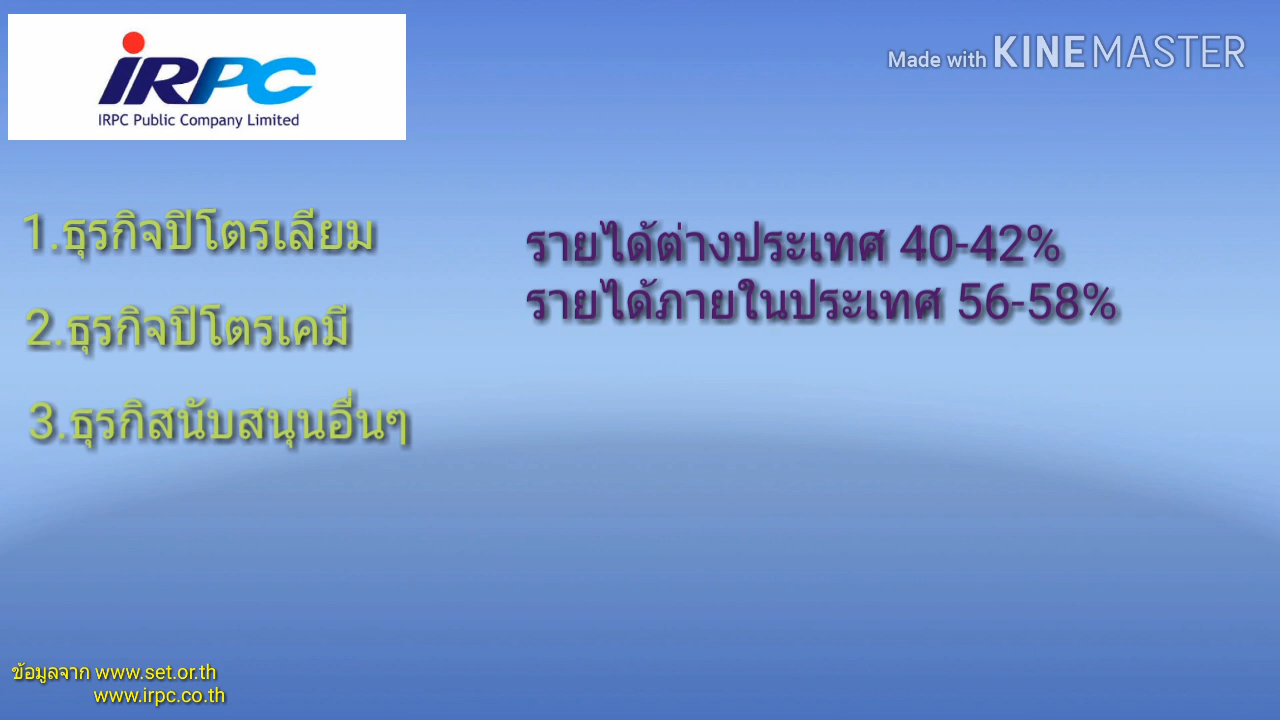 IRPC
IRPC Public Company Limited
Made with KINEMASTER
1.ธุรกิจปิโตรเลียม
2.ธุรกิจปิโตรเคมี
3.ธุรกิสนับสนุนอื่นๆ
รายได้ต่างประเทศ 40-42%
รายได้ภายในประเทศ 56-58%
ข้อมูลจาก www.set.or.th
www.irpc.co.th